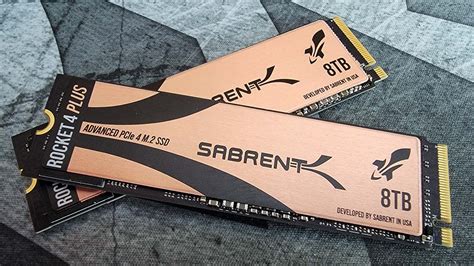 SABRENT
8TB
DEVELOPED BY SABRENT IN USA
ROCKET 4 PLUS
ADVANCED PCIe 4 M.2 SSD
SABRENT
8TB
DEVELOPED BY SABRENT IN USA